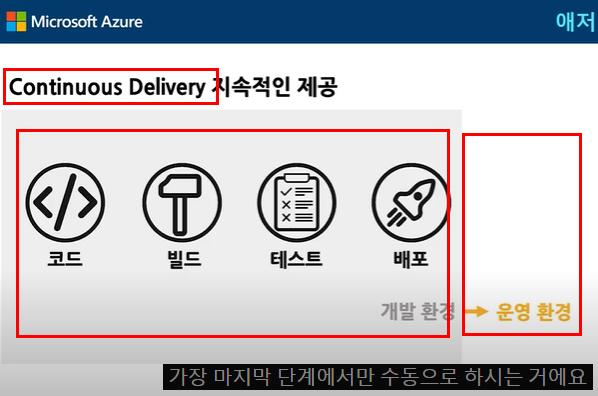 Microsoft Azure
애저
Continuous Delivery 지속적인 제공
코드
빌드
테스트
배포
개발 환경
운영 환경
가장 마지막 단계에서만 수동으로 하시는 거에요